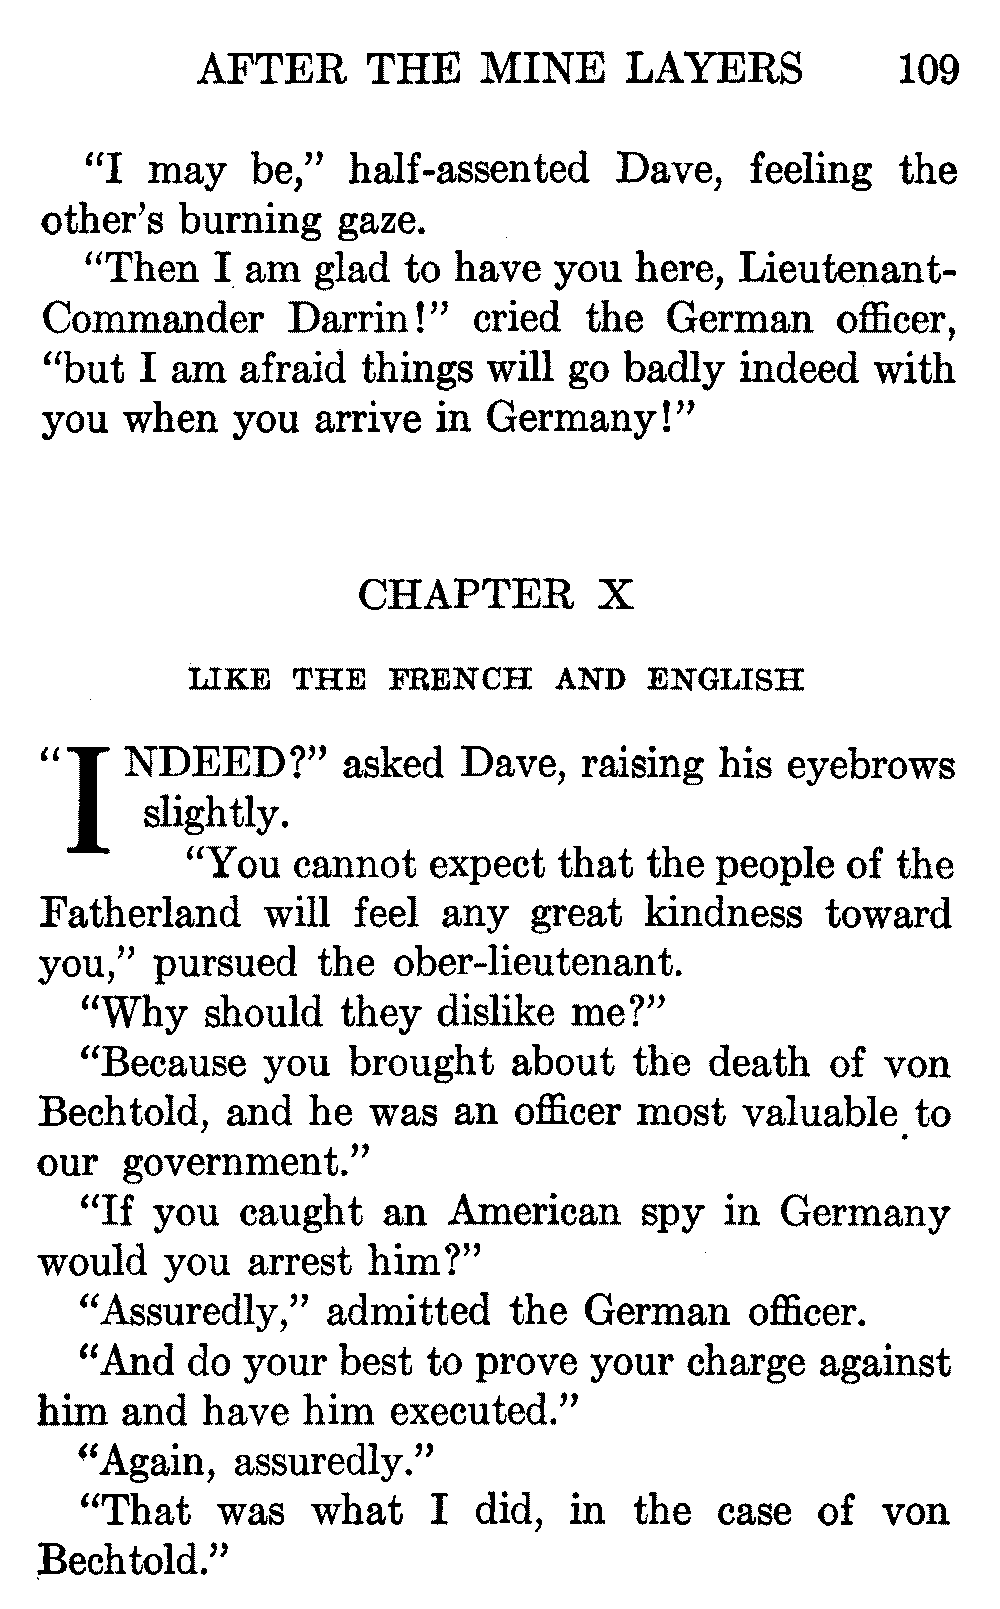 AFTER THE MINE LAYERS 109
“I may be,” half-assented Dave, feeling the
other’s burning gaze.
“Then I am glad to have you here, Lieutenant-
Commander Darrin!” cried the German officer,
“but I am afraid things will go badly indeed with
you when you arrive in Germany!”
CHAPTER X
LIKE THE FRENCH AND ENGLISH
“INDEED?” asked Dave, raising his eyebrows
slightly.
“You cannot expect that the people of the
Fatherland will feel any great kindness toward
you,” pursued the ober-lieutenant.
“Why should they dislike me?”
“Because you brought about the death of von
Bechtold, and he was an officer most valuable to
our government.”
“If you caught an American spy in Germany
would you arrest him?”
“Assuredly,” admitted the German officer.
“And do your best to prove your charge against
him and have him executed.”
“Again, assuredly.”
“That was what I did, in the case of von
Bechtold.”